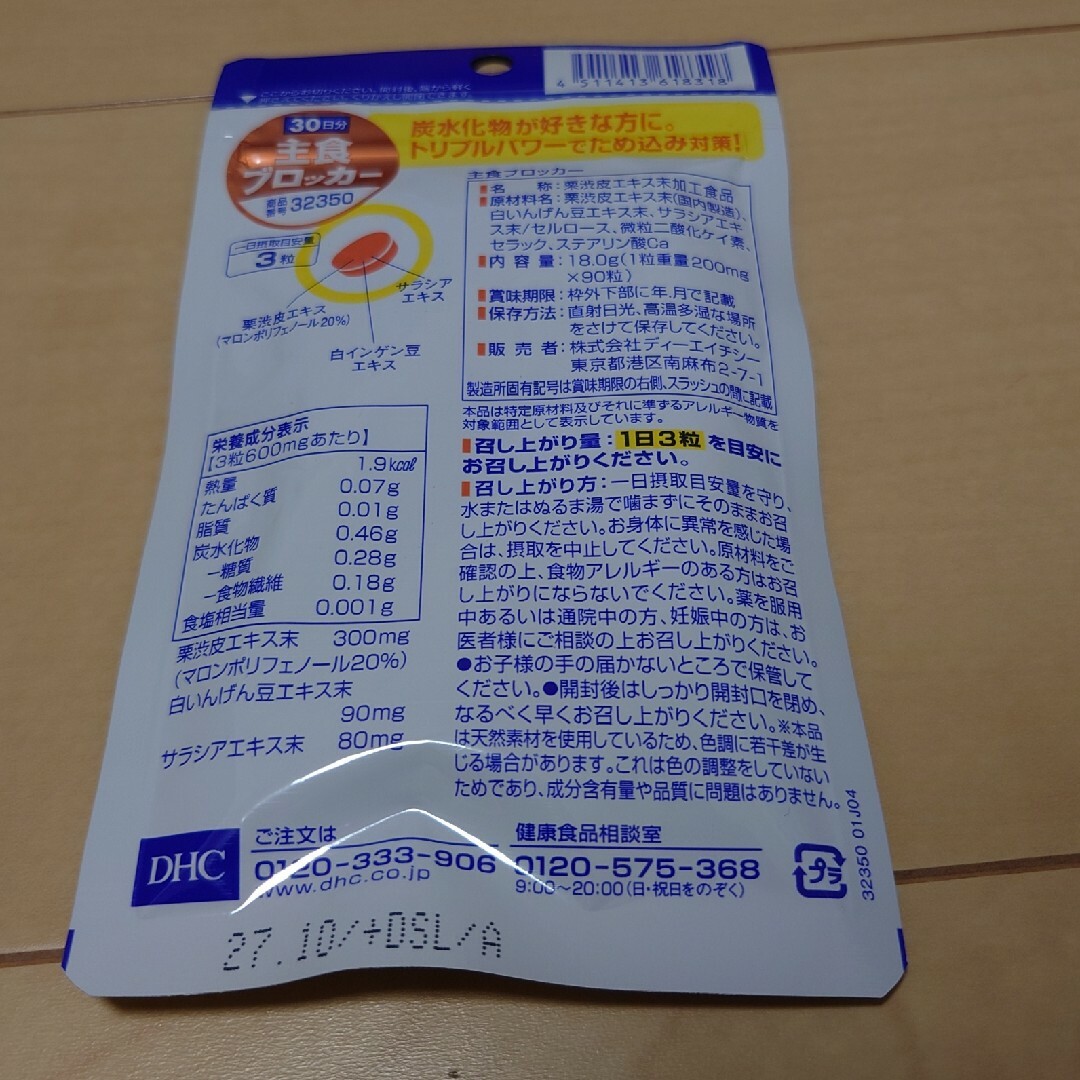 4 511413 618318
30日分
主食
ブロッカー
商品
番号 32350
炭水化物が好きな方に。
トリプルパワーでため込み対策!
一日摂取目安量
3粒
サラシア
エキス
栗渋皮エキス
(マロンポリフェノール20%)
白インゲン豆
エキス
主食ブロッカー
名 称:栗渋皮エキス末加工食品
原材料名:栗渋皮エキス末(国内製造)、
白いんげん豆エキス末、サラシアエキ
ス末/セルロース、微粒二酸化ケイ素、
セラック、ステアリン酸Ca
内 容 量:18.0g(1粒重量200mg
×90粒)
賞味期限:枠外下部に年.月で記載
保存方法:直射日光、高温多湿な場所
をさけて保存してください。
販 売 者:株式会社ディーエイチシー
東京都港区南麻布2-7-1
製造所固有記号は賞味期限の右側、スラッシュの間に記載
本品は特定原材料及びそれに準ずるアレルギー物質を
対象範囲として表示しています。
召し上がり量:1日3粒を目安に
お召し上がりください。
召し上がり方:一日摂取目安量を守り、
水またはぬるま湯で噛まずにそのままお召
し上がりください。お身体に異常を感じた場
合は、摂取を中止してください。原材料をご
確認の上、食物アレルギーのある方はお召
し上がりにならないでください。薬を服用
中あるいは通院中の方、妊娠中の方は、お
医者様にご相談の上お召し上がりください。
●お子様の手の届かないところで保管して
ください。●開封後はしっかり開封口を閉め、
なるべく早くお召し上がりください。※本品
は天然素材を使用しているため、色調に若干差が生
じる場合があります。これは色の調整をしていない
ためであり、成分含有量や品質に問題はありません。
栄養成分表示
【3粒600mgあたり】
熱量 1.9kcal
たんぱく質 0.07g
脂質 0.01g
炭水化物 0.46g
―糖質 0.28g
―食物繊維 0.18g
食塩相当量 0.001g
栗渋皮エキス末 300mg
(マロンポリフェノール20%)
白いんげん豆エキス末
90mg
サラシアエキス末 80mg
DHC
ご注文は
0120-333-906
www.dhc.co.jp
健康食品相談室
0120-575-368
9:00~20:00(日・祝日をのぞく)
プラ
32350 01J04
27.10/+DSL/A